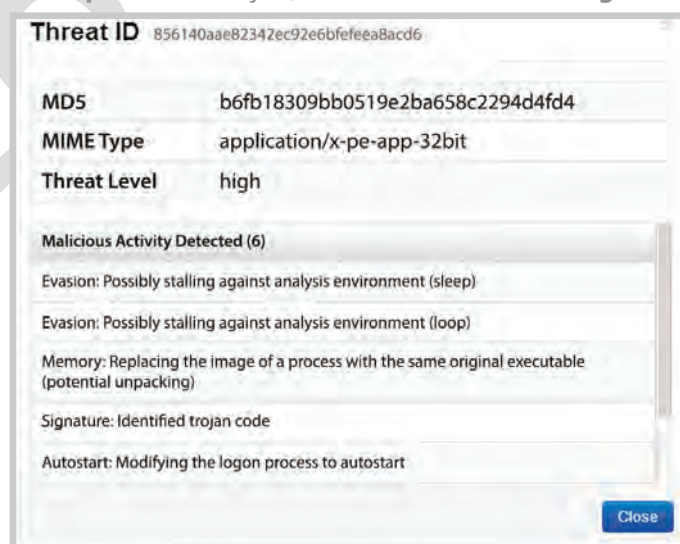 Threat ID 856140aae82342ec92e6bfefeea8acd6
MD5 b6fb18309bb0519e2ba658c2294d4fd4
MIME Type application/x-pe-app-32bit
Threat Level high
Malicious Activity Detected (6)
Evasion: Possibly stalling against analysis environment (sleep)
Evasion: Possibly stalling against analysis environment (loop)
Memory: Replacing the image of a process with the same original executable
(potential unpacking)
Signature: Identified trojan code
Autostart: Modifying the logon process to autostart
Close